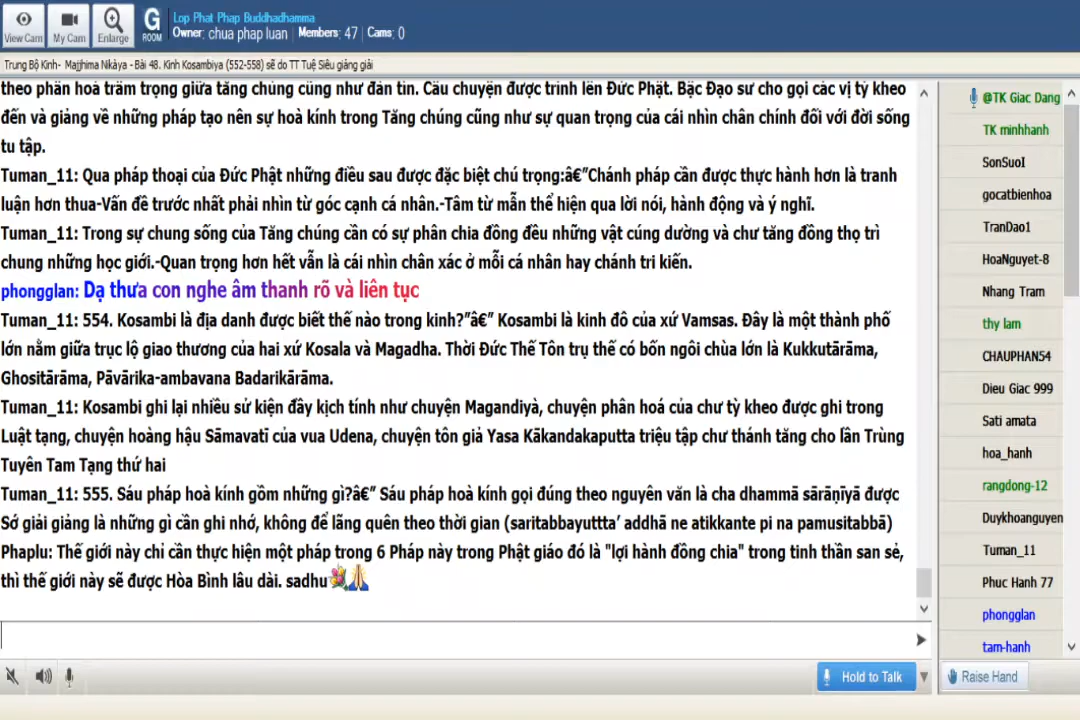 View Cam
My Cam
Enlarge
G
ROOM
Lop Phat Phap Buddhadhamma
Owner: chua phap luan | Members: 47 | Cams: 0
Trung Bộ Kinh- Majjhima Nikàya - Bài 48. Kinh Kosambiya (552-558) sẽ do TT Tuệ Siêu giảng giải
theo phân hoá trầm trọng giữa tăng chúng cũng như đàn tín. Câu chuyện được trình lên Đức Phật. Bậc Đạo sư cho gọi các vị tỳ kheo
đến và giảng về những pháp tạo nên sự hoà kính trong Tăng chúng cũng như sự quan trọng của cái nhìn chân chính đối với đời sống
tu tập.
Tuman_11: Qua pháp thoại của Đức Phật những điều sau được đặc biệt chú trọng:â€”Chánh pháp cần được thực hành hơn là tranh
luận hơn thua-Vấn đề trước nhất phải nhìn từ góc cạnh cá nhân.-Tâm từ mẫn thể hiện qua lời nói, hành động và ý nghĩ.
Tuman_11: Trong sự chung sống của Tăng chúng cần có sự phân chia đồng đều những vật cúng dường và chư tăng đồng thọ trì
chung những học giới.-Quan trọng hơn hết vẫn là cái nhìn chân xác ở mỗi cá nhân hay chánh tri kiến.
phongglan: Dạ thưa con nghe âm thanh rõ và liên tục
Tuman_11: 554. Kosambi là địa danh được biết thế nào trong kinh?”â€” Kosambi là kinh đô của xứ Vamsas. Đây là một thành phố
lớn nằm giữa trục lộ giao thương của hai xứ Kosala và Magadha. Thời Đức Thế Tôn trụ thế có bốn ngôi chùa lớn là Kukkutārāma,
Ghositārāma, Pāvārika-ambavana Badarikārāma.
Tuman_11: Kosambi ghi lại nhiều sử kiện đầy kịch tính như chuyện Magandiyà, chuyện phân hoá của chư tỳ kheo được ghi trong
Luật tạng, chuyện hoàng hậu Sāmavatī của vua Udena, chuyện tôn giả Yasa Kākandakaputta triệu tập chư thánh tăng cho lần Trùng
Tuyên Tam Tạng thứ hai
Tuman_11: 555. Sáu pháp hoà kính gồm những gì?â€” Sáu pháp hoà kính gọi đúng theo nguyên văn là cha dhammā sārāṇīyā được
Sớ giải giảng là những gì cần ghi nhớ, không để lãng quên theo thời gian (saritabbayuttta’ addhā ne atikkante pi na pamusitabbā)
Phaplu: Thế giới này chỉ cần thực hiện một pháp trong 6 Pháp này trong Phật giáo đó là "lợi hành đồng chia" trong tinh thần san sẻ,
thì thế giới này sẽ được Hòa Bình lâu dài. sadhu
@TK Giac Dang
TK minhhanh
SonSuoI
gocatbienhoa
TranDao1
HoaNguyet-8
Nhang Tram
thy lam
CHAUPHAN54
Dieu Giac 999
Sati amata
hoa_hanh
rangdong-12
Duykhoanguyen
Tuman_11
Phuc Hanh 77
phongglan
tam-hanh
Hold to Talk
Raise Hand